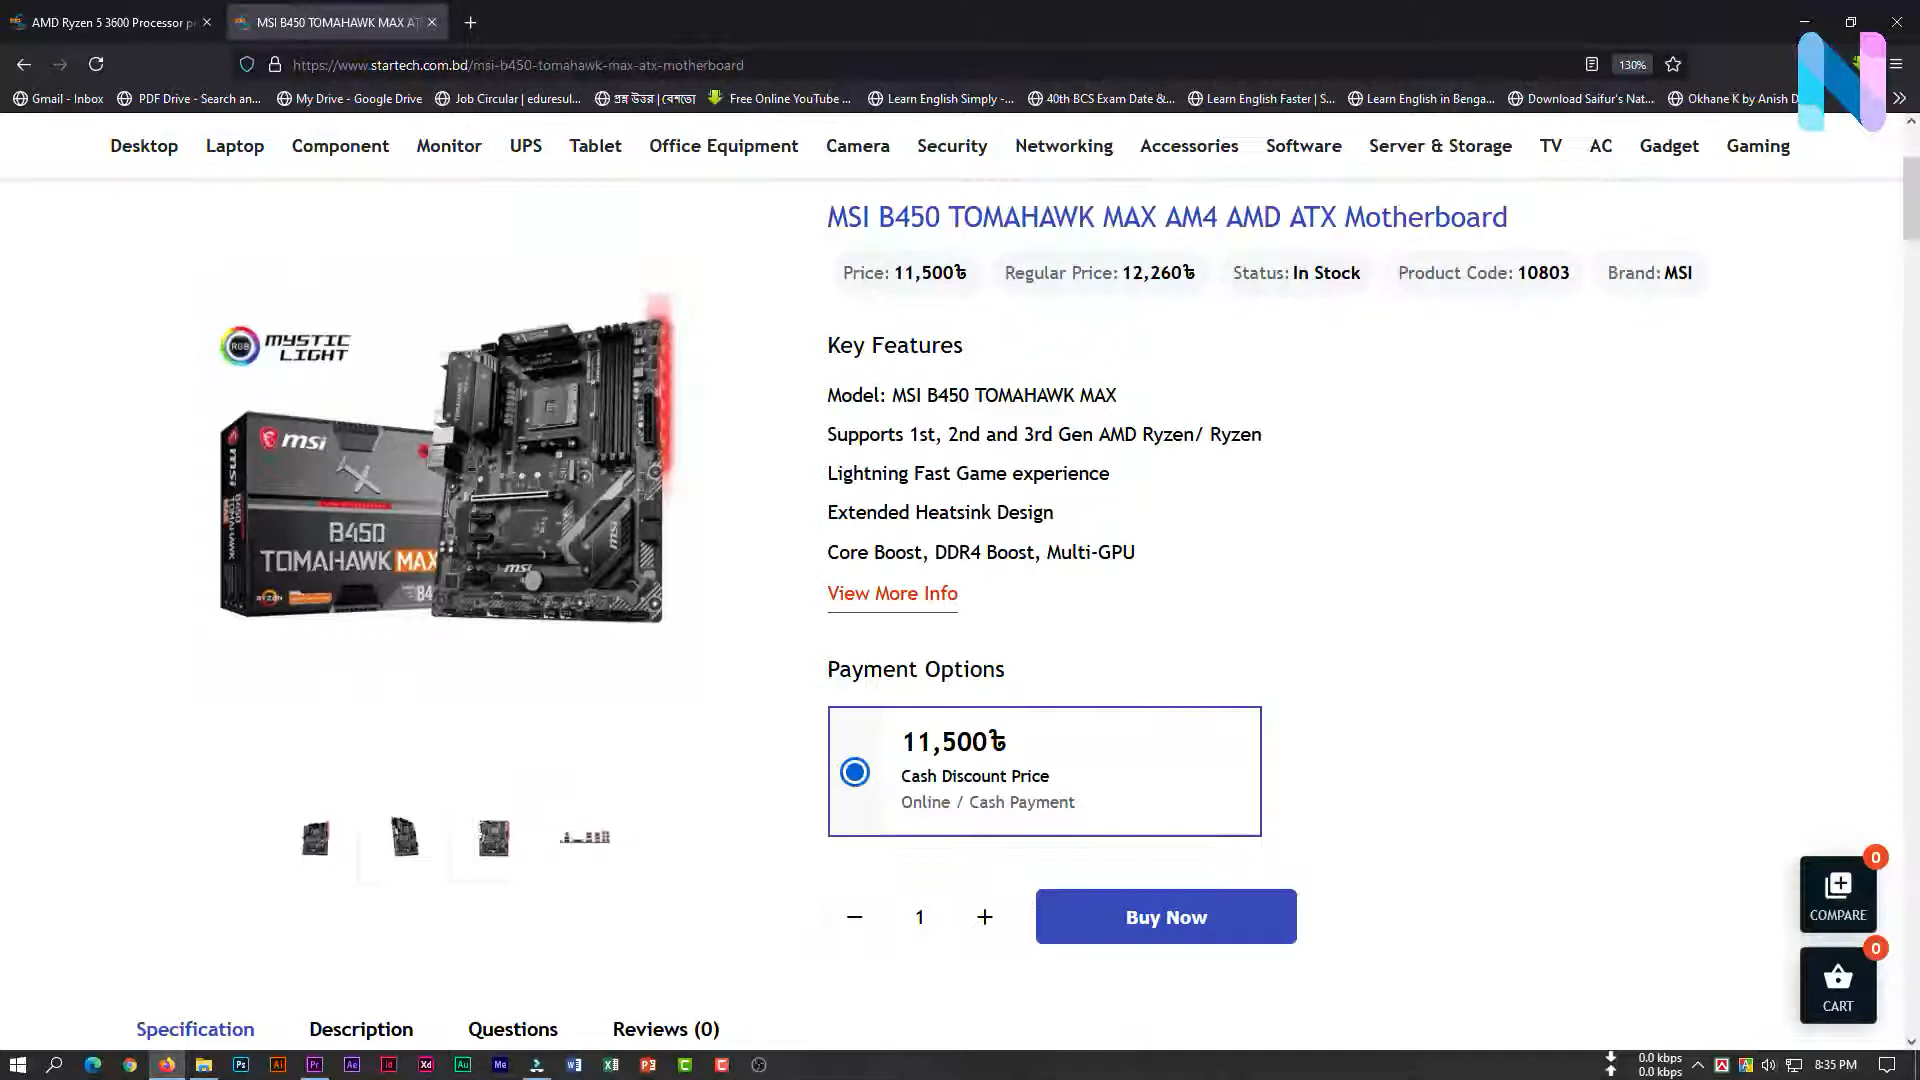 AMD Ryzen 5 3600 Processor p
MSI B450 TOMAHAWK MAX AT
https://www.startech.com.bd/msi-b450-tomahawk-max-atx-motherboard
130%
Gmail - Inbox
PDF Drive - Search an...
My Drive - Google Drive
Job Circular | eduresul...
প্রশ্ন উত্তর | বেশতো
Free Online YouTube ...
Learn English Simply -...
40th BCS Exam Date &...
Learn English Faster | S...
Learn English in Benga...
Download Saifur's Nat...
Okhane K by Anish D
N
Desktop
Laptop
Component
Monitor
UPS
Tablet
Office Equipment
Camera
Security
Networking
Accessories
Software
Server & Storage
TV
AC
Gadget
Gaming
MSI B450 TOMAHAWK MAX AM4 AMD ATX Motherboard
Price: 11,500৳
Regular Price: 12,260৳
Status: In Stock
Product Code: 10803
Brand: MSI
RGB MYSTIC LIGHT
msi
B450
TOMAHAWK MAX
RYZEN
msi
Key Features
Model: MSI B450 TOMAHAWK MAX
Supports 1st, 2nd and 3rd Gen AMD Ryzen/ Ryzen
Lightning Fast Game experience
Extended Heatsink Design
Core Boost, DDR4 Boost, Multi-GPU
View More Info
Payment Options
11,500৳
Cash Discount Price
Online / Cash Payment
1
Buy Now
0
COMPARE
0
CART
Specification
Description
Questions
Reviews (0)
0.0 kbps
0.0 kbps
8:35 PM